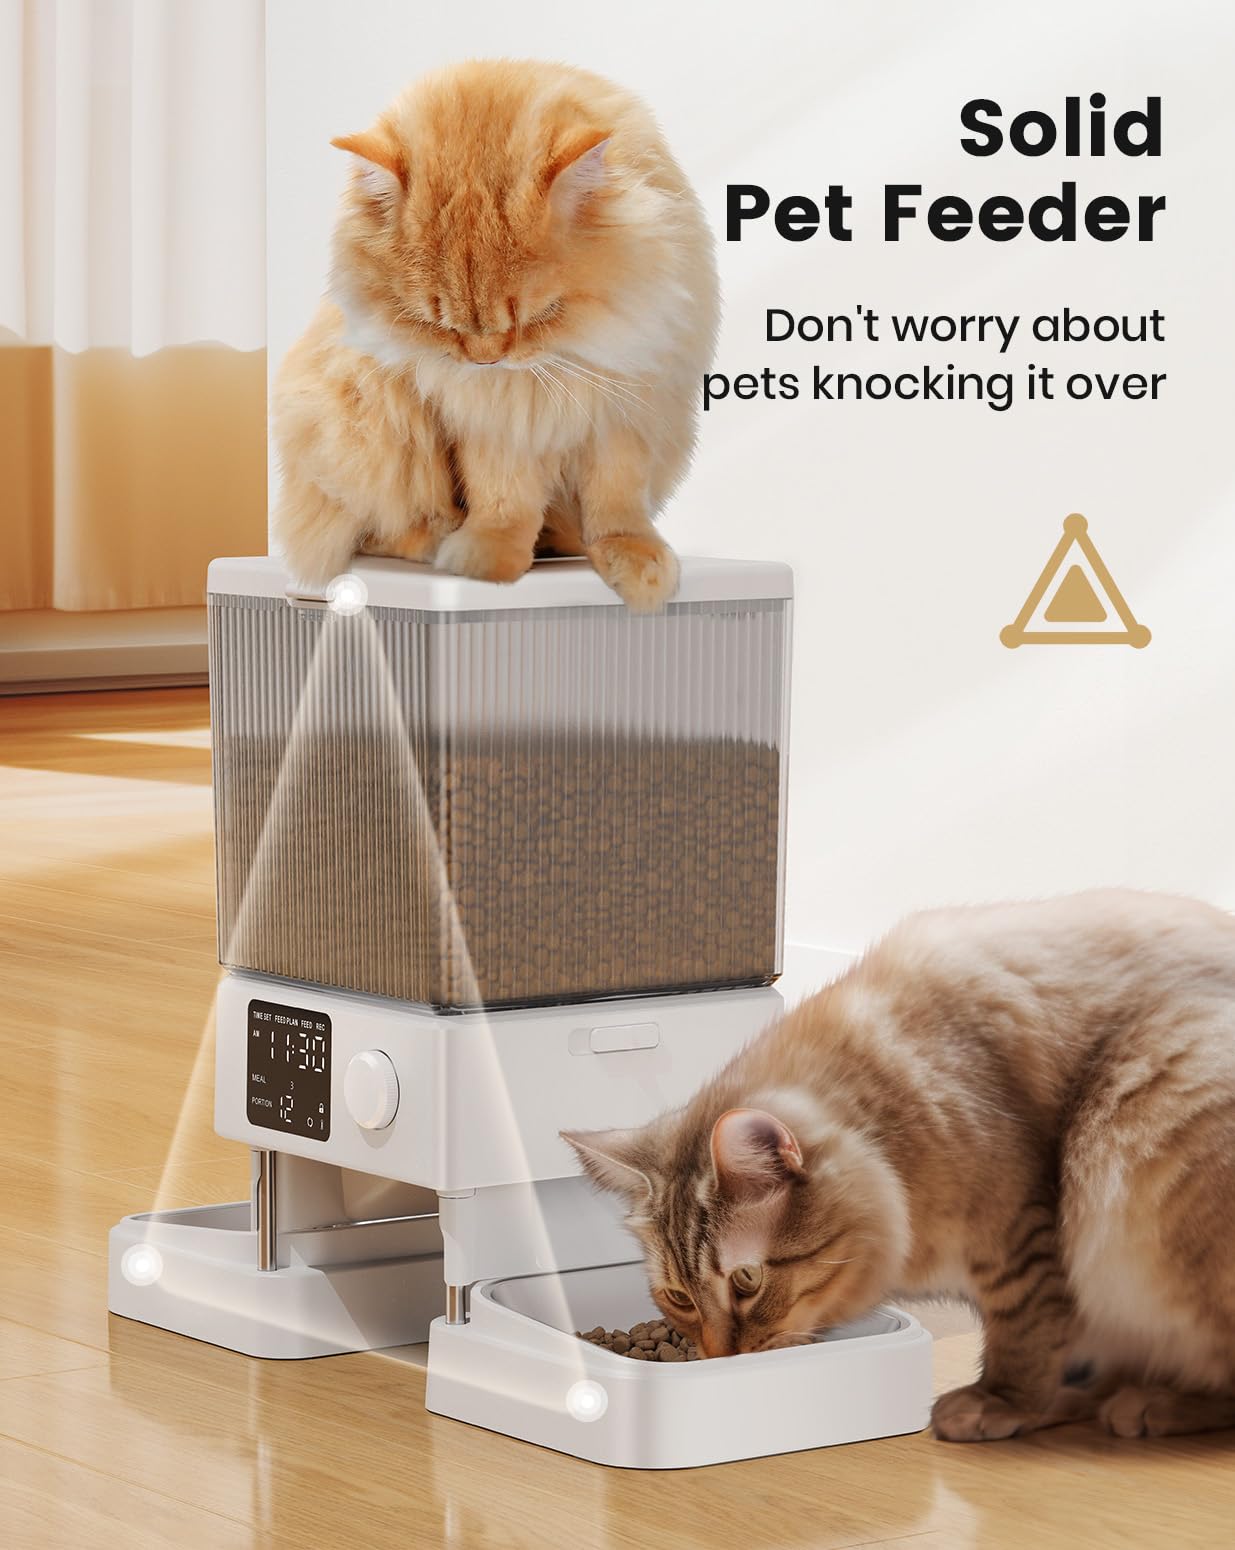 Solid
Pet Feeder
Don't worry about
pets knocking it over
TIME SET FEED PLAN FEED REC
AM 11:30
MEAL 3
PORTION 12